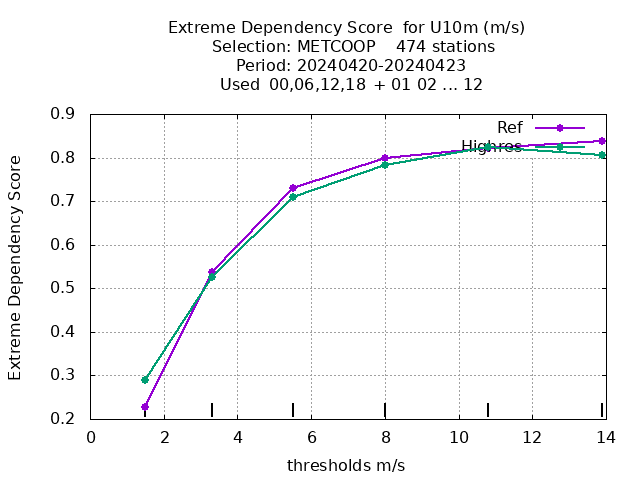 Extreme Dependency Score  for U10m (m/s)
Selection: METCOOP    474 stations
Period: 20240420-20240423
Used  00,06,12,18  + 01 02 ... 12
Ref
Highres
Extreme Dependency Score
0.9
0.8
0.7
0.6
0.5
0.4
0.3
0.2
0 2 4 6 8 10 12 14
thresholds m/s